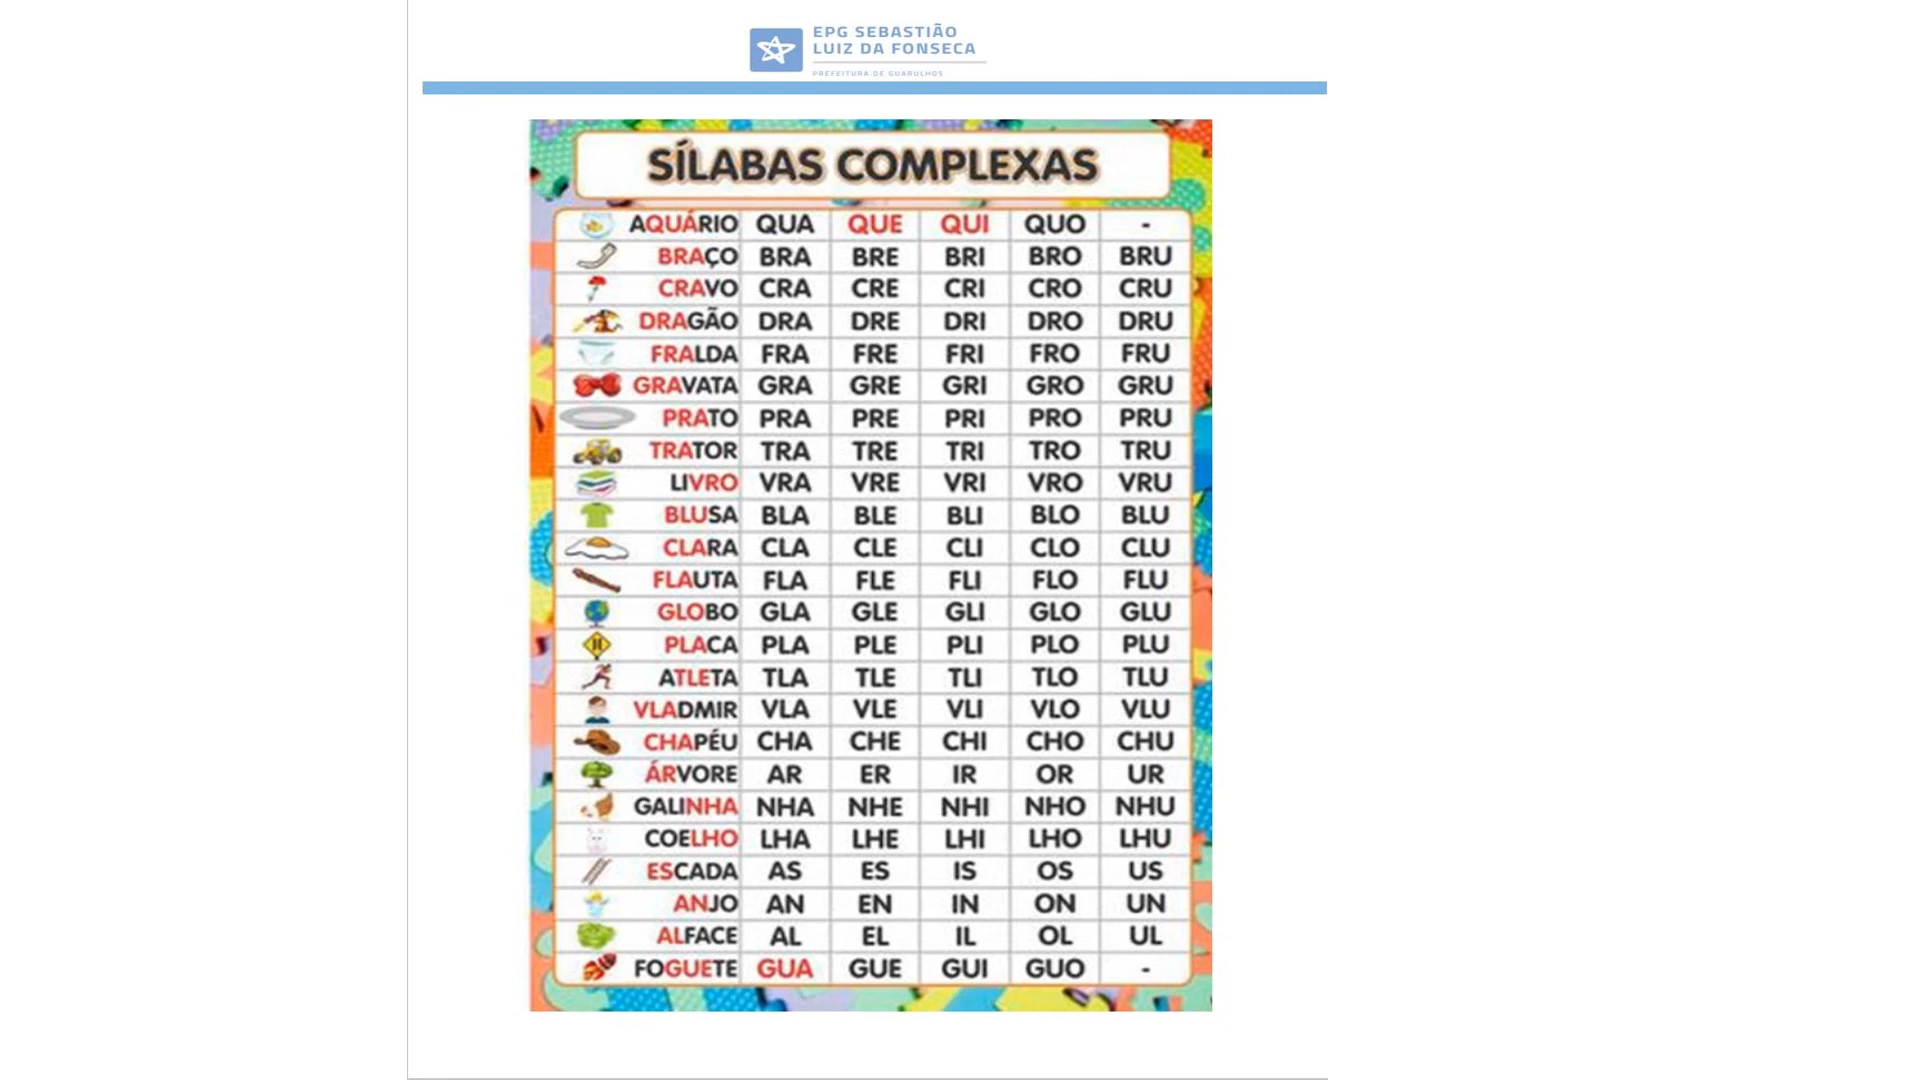 EPG SEBASTIÃO
LUIZ DA FONSECA
PREFEITURA DE GUARULHOS
SÍLABAS COMPLEXAS
AQUÁRIO QUA QUE QUI QUO -
BRAÇO BRA BRE BRI BRO BRU
CRAVO CRA CRE CRI CRO CRU
DRAGÃO DRA DRE DRI DRO DRU
FRALDA FRA FRE FRI FRO FRU
GRAVATA GRA GRE GRI GRO GRU
PRATO PRA PRE PRI PRO PRU
TRATOR TRA TRE TRI TRO TRU
LIVRO VRA VRE VRI VRO VRU
BLUSA BLA BLE BLI BLO BLU
CLARA CLA CLE CLI CLO CLU
FLAUTA FLA FLE FLI FLO FLU
GLOBO GLA GLE GLI GLO GLU
PLACA PLA PLE PLI PLO PLU
ATLETA TLA TLE TLI TLO TLU
VLADMIR VLA VLE VLI VLO VLU
CHAPÉU CHA CHE CHI CHO CHU
ÁRVORE AR ER IR OR UR
GALINHA NHA NHE NHI NHO NHU
COELHO LHA LHE LHI LHO LHU
ESCADA AS ES IS OS US
ANJO AN EN IN ON UN
ALFACE AL EL IL OL UL
FOGUETE GUA GUE GUI GUO -